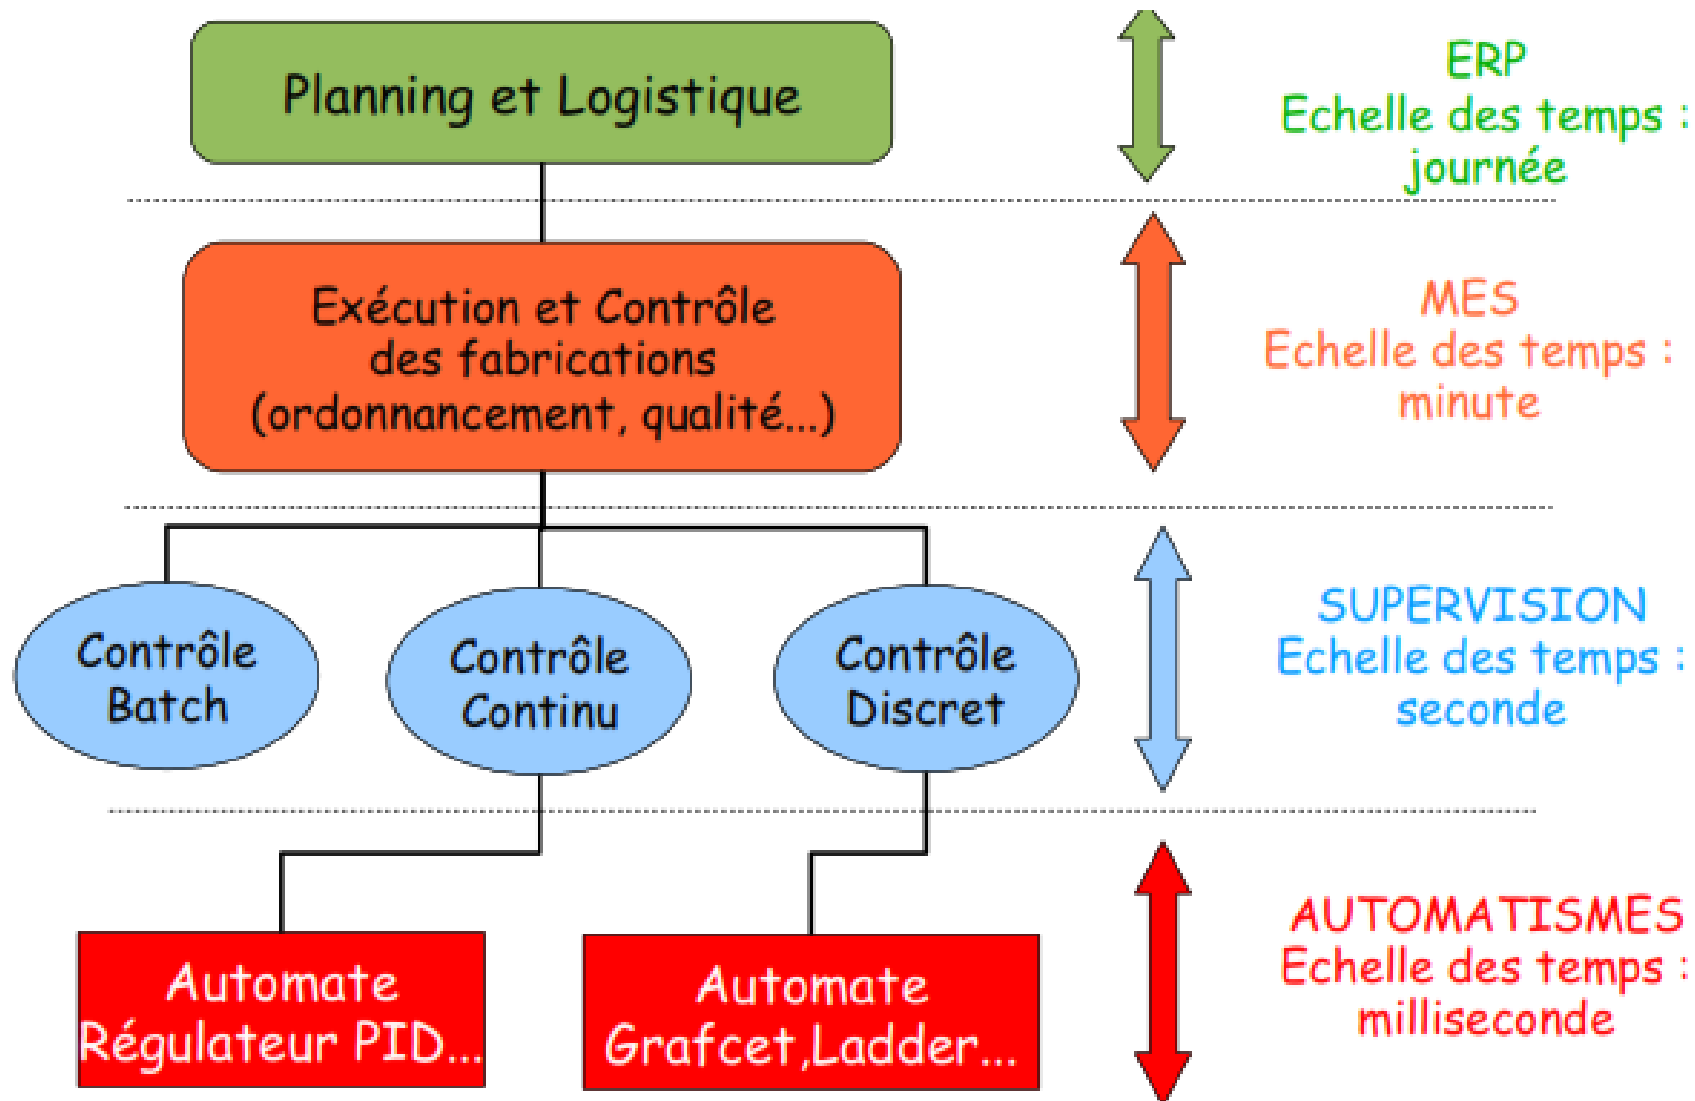 Planning et Logistique
ERP
Echelle des temps :
journée
Exécution et Contrôle
des fabrications
(ordonnancement, qualité...)
MES
Echelle des temps :
minute
Contrôle
Batch
Contrôle
Continu
Contrôle
Discret
SUPERVISION
Echelle des temps :
seconde
Automate
Régulateur PID...
Automate
Grafcet,Ladder...
AUTOMATISMES
Echelle des temps :
milliseconde